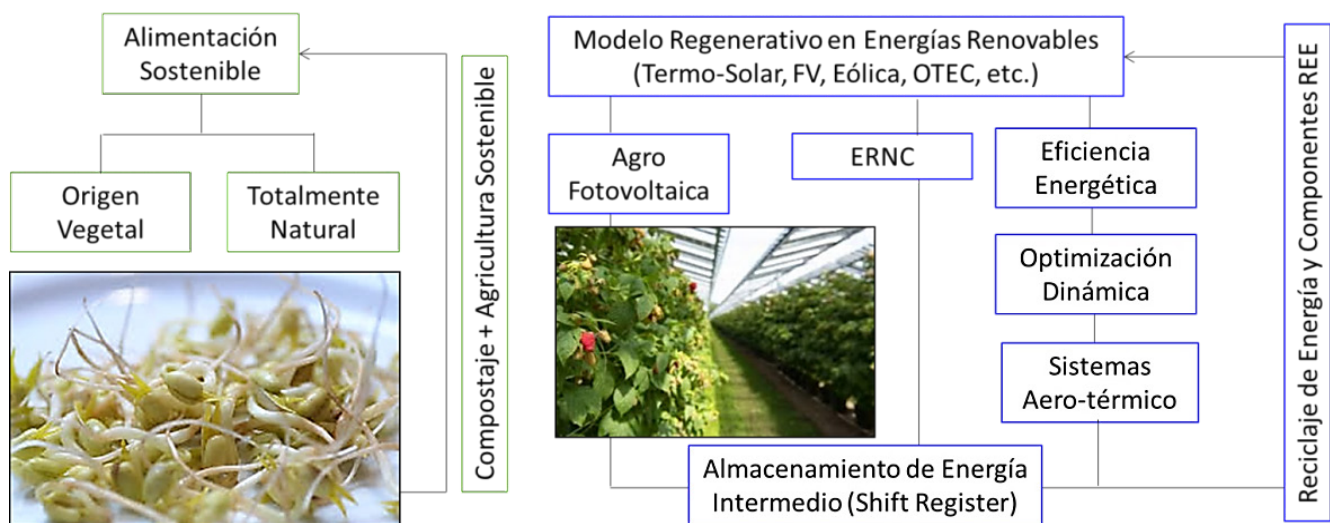 Alimentación
Sostenible
Origen
Vegetal
Totalmente
Natural
Compostaje + Agricultura Sostenible
Modelo Regenerativo en Energías Renovables
(Termo-Solar, FV, Eólica, OTEC, etc.)
Agro
Fotovoltaica
ERNC
Eficiencia
Energética
Optimización
Dinámica
Sistemas
Aero-térmico
Almacenamiento de Energía
Intermedio (Shift Register)
Reciclaje de Energía y Componentes REE